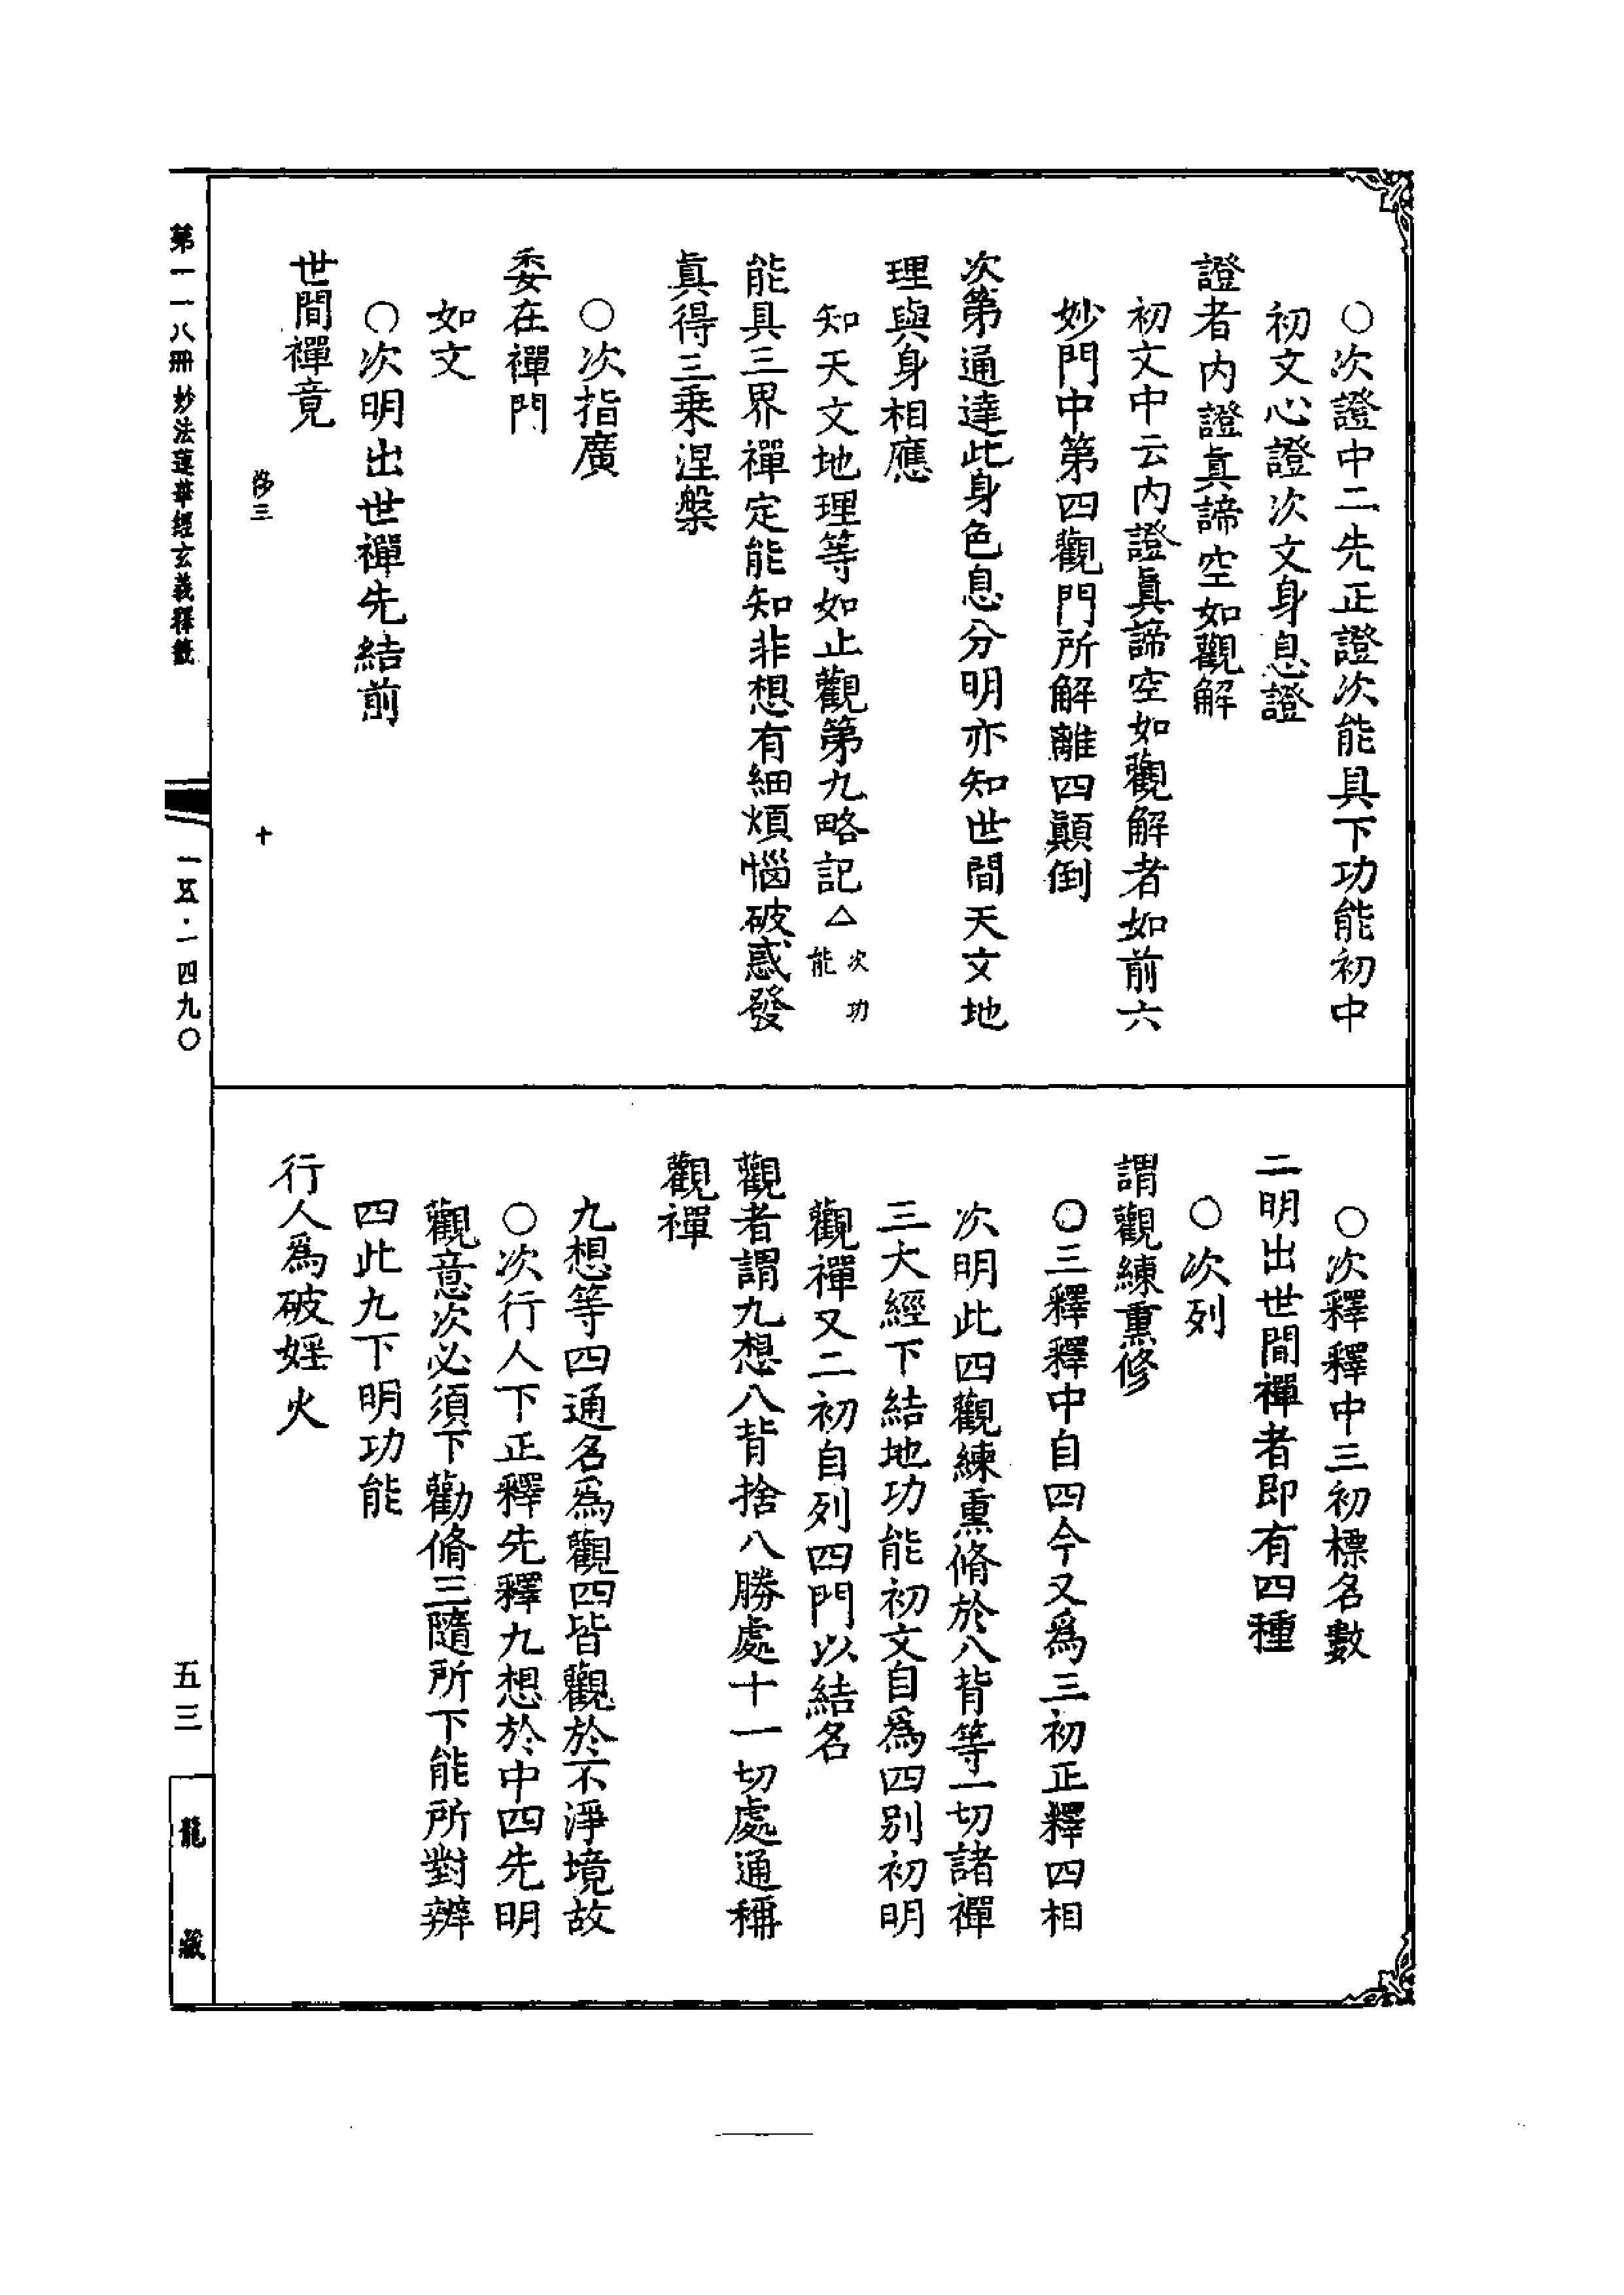 ○次證中二先正證次能具下功能初中
初文心證次文身息證
證者內證眞諦空如觀解
初文中云內證眞諦空如觀解者如前六
妙門中第四觀門所解離四顚倒
次第通達此身色息分明亦知世間天文地
理與身相應
知天文地理等如止觀第九略記△次功能
能具三界禪定能知非想有細煩惱破惑發
眞得三乗涅槃
○次指廣
委在禪門
如文
○次明出世禪先結前
世間禪竟
三
十
○次釋釋中三初標名數
二明出世間禪者即有四種
○次列
謂觀練熏修
○三釋釋中自四今又爲三初正釋四相
次明此四觀練熏脩於八背等一切諸禪
三大經下結地功能初文自爲四別初明
觀禪又二初自列四門以結名
觀者謂九想八背捨八勝處十一切處通稱
觀禪
九想等四通名爲觀四皆觀於不淨境故
○次行人下正釋先釋九想於中四先明
觀意次必須下勸脩三隨所下能所對辨
四此九下明功能
行人爲破婬火
第一一八冊 妙法蓮華經玄義釋籤
一五·一四九〇
五三
龍藏